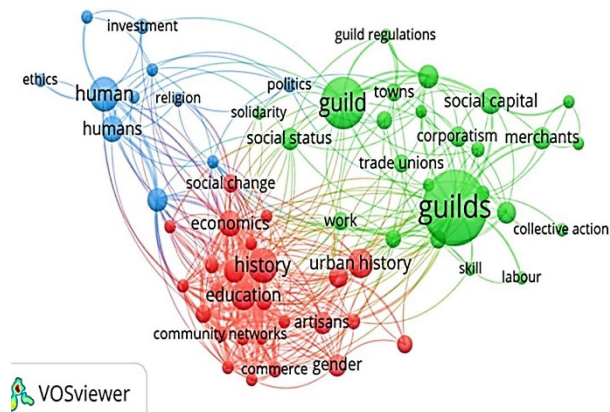 investment
guild regulations
ethics
human
religion
politics
guild
towns
social capital
solidarity
humans
social status
corporatism
merchants
trade unions
social change
guilds
economics
work
collective action
history
urban history
skill
labour
education
community networks
artisans
commerce
gender
VOSviewer